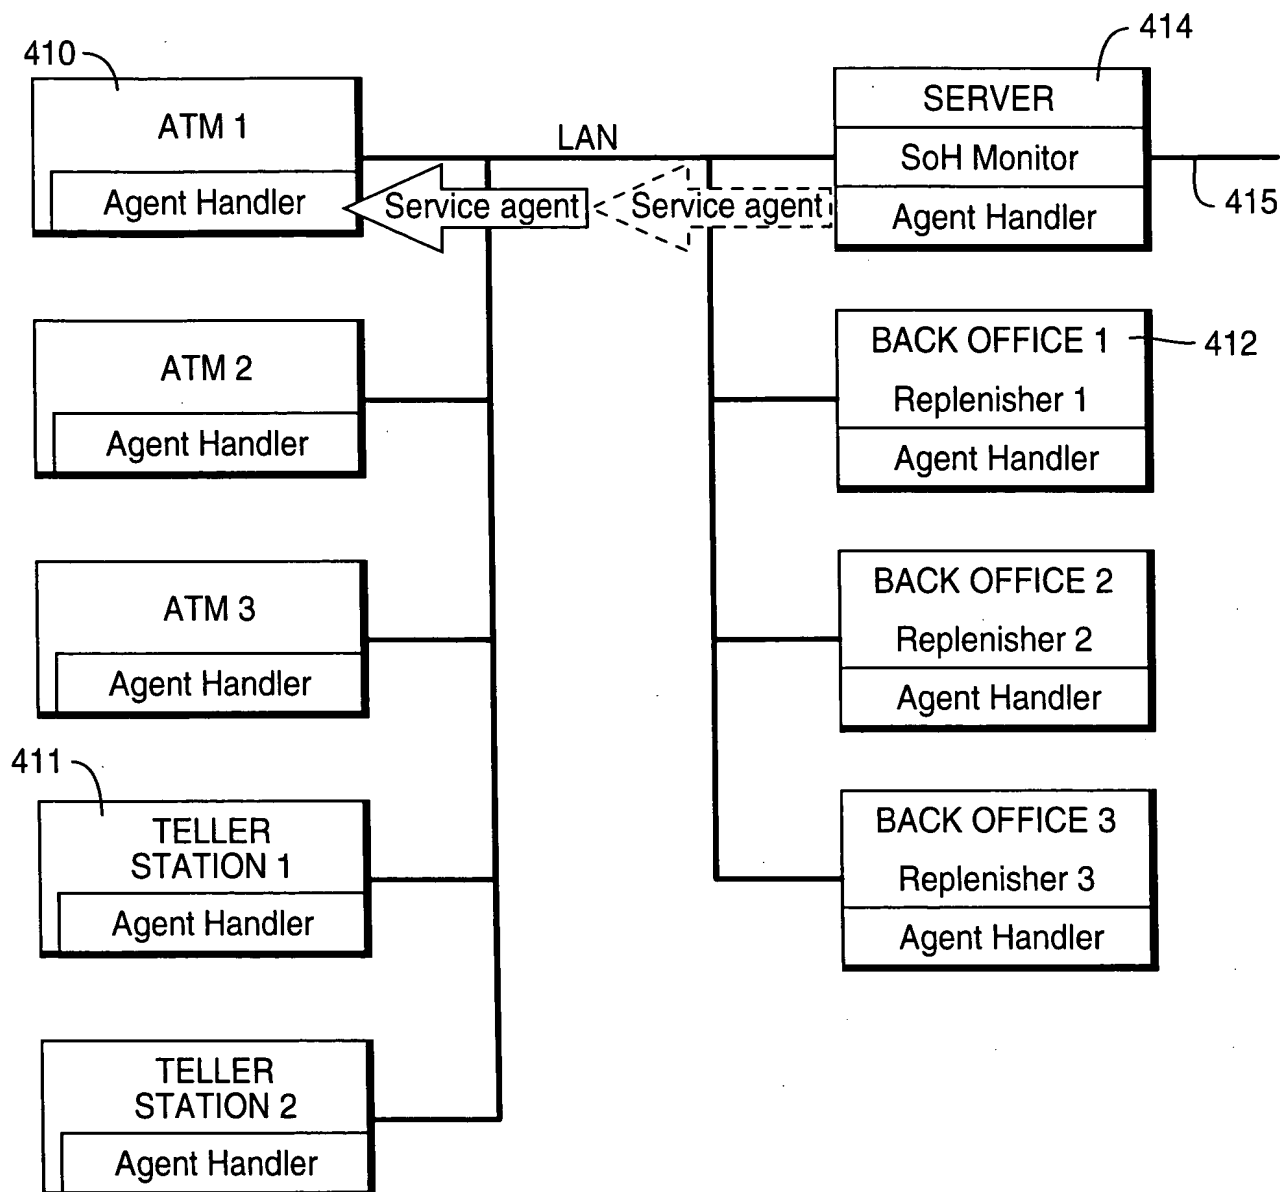 410
ATM 1
Agent Handler
LAN
Service agent
Service agent
414
SERVER
SoH Monitor
Agent Handler
415
ATM 2
Agent Handler
BACK OFFICE 1
Replenisher 1
Agent Handler
412
ATM 3
Agent Handler
BACK OFFICE 2
Replenisher 2
Agent Handler
411
TELLER
STATION 1
Agent Handler
BACK OFFICE 3
Replenisher 3
Agent Handler
TELLER
STATION 2
Agent Handler